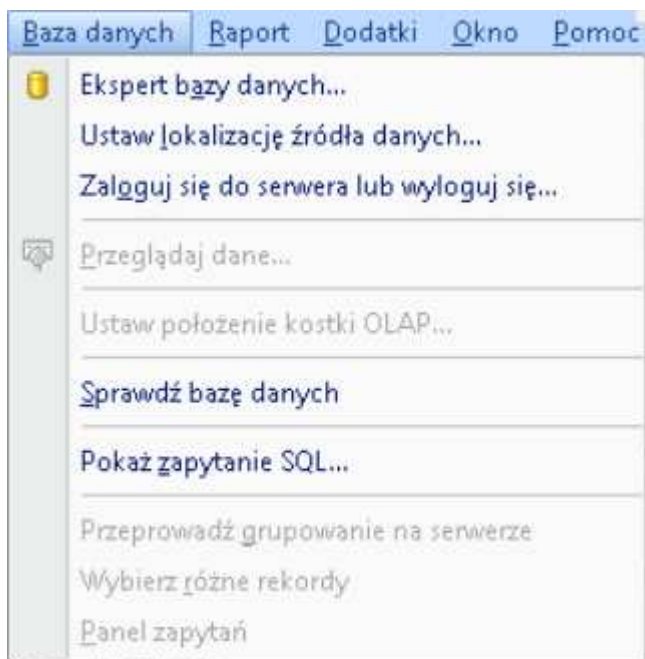 Baza danych Raport Dodatki Okno Pomoc
Ekspert bazy danych...
Ustaw lokalizację źródła danych...
Zaloguj się do serwera lub wyloguj się...
Przeglądaj dane...
Ustaw położenie kostki OLAP...
Sprawdź bazę danych
Pokaż zapytanie SQL...
Przeprowadź grupowanie na serwerze
Wybierz różne rekordy
Panel zapytań